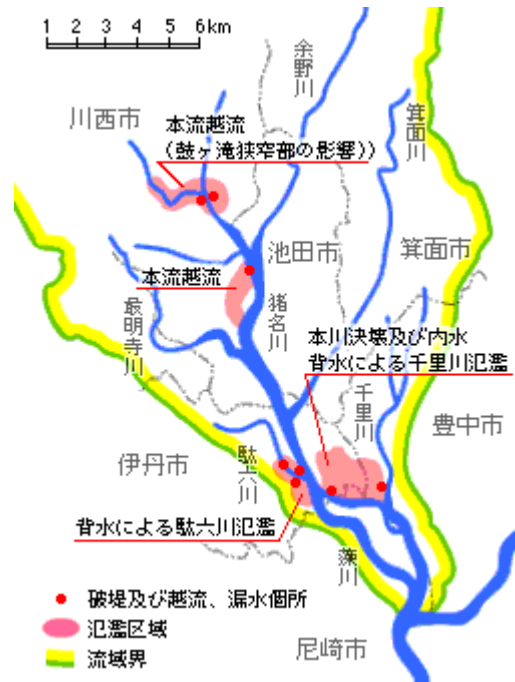 1 2 3 4 5 6km
余野川
川西市
箕面川
本流越流
(鼓ヶ滝狭窄部の影響))
池田市
箕面市
本流越流
猪名川
最明寺川
本川決壊及び内水
背水による千里川氾濫
千里川
豊中市
伊丹市
駄六川
背水による駄六川氾濫
藻川
破堤及び越流、漏水個所
氾濫区域
流域界
尼崎市